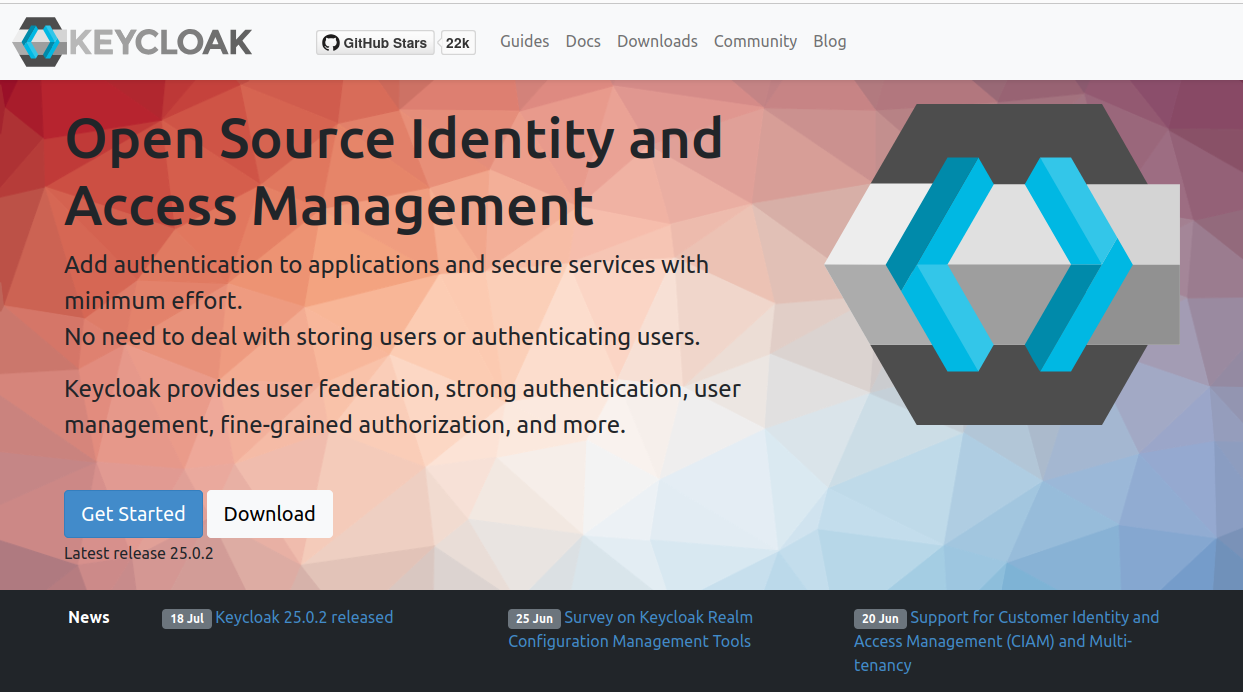 KEYCLOAK
GitHub Stars 22k Guides Docs Downloads Community Blog
Open Source Identity and
Access Management
Add authentication to applications and secure services with
minimum effort.
No need to deal with storing users or authenticating users.
Keycloak provides user federation, strong authentication, user
management, fine-grained authorization, and more.
Get Started Download
Latest release 25.0.2
News
18 Jul Keycloak 25.0.2 released
25 Jun Survey on Keycloak Realm
Configuration Management Tools
20 Jun Support for Customer Identity and
Access Management (CIAM) and Multi-
tenancy